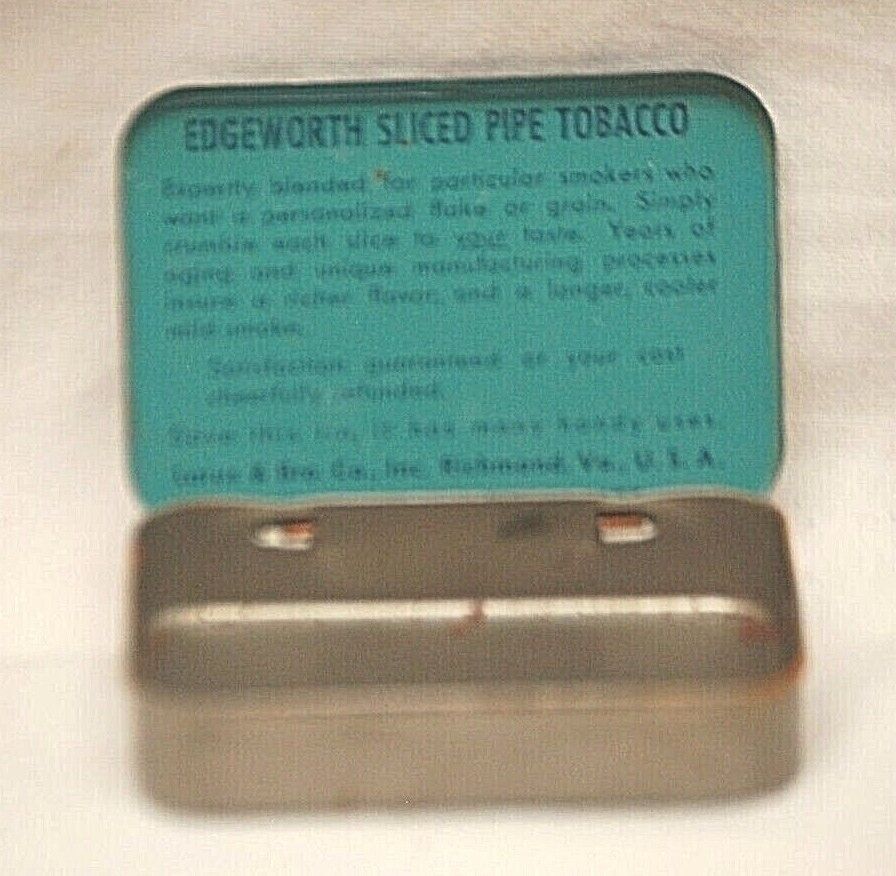 EDGEWORTH SLICED PIPE TOBACCO
Expertly blended for particular smokers who
want a personalized flake or grain. Simply
crumble each slice to your taste. Years of
aging and unique manufacturing processes
insure a richer flavor, and a longer, cooler
mild smoke.
Satisfaction guaranteed or your cost
cheerfully refunded.
Save this tin, it has many handy uses.
Larus & Bro. Co., Inc. Richmond, Va., U. S. A.